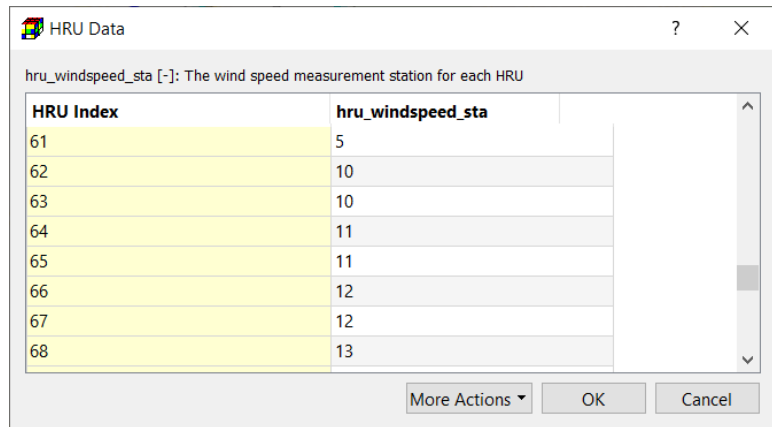 HRU Data ?
hru_windspeed_sta [-]: The wind speed measurement station for each HRU
HRU Index hru_windspeed_sta
61 5
62 10
63 10
64 11
65 11
66 12
67 12
68 13
More Actions OK Cancel